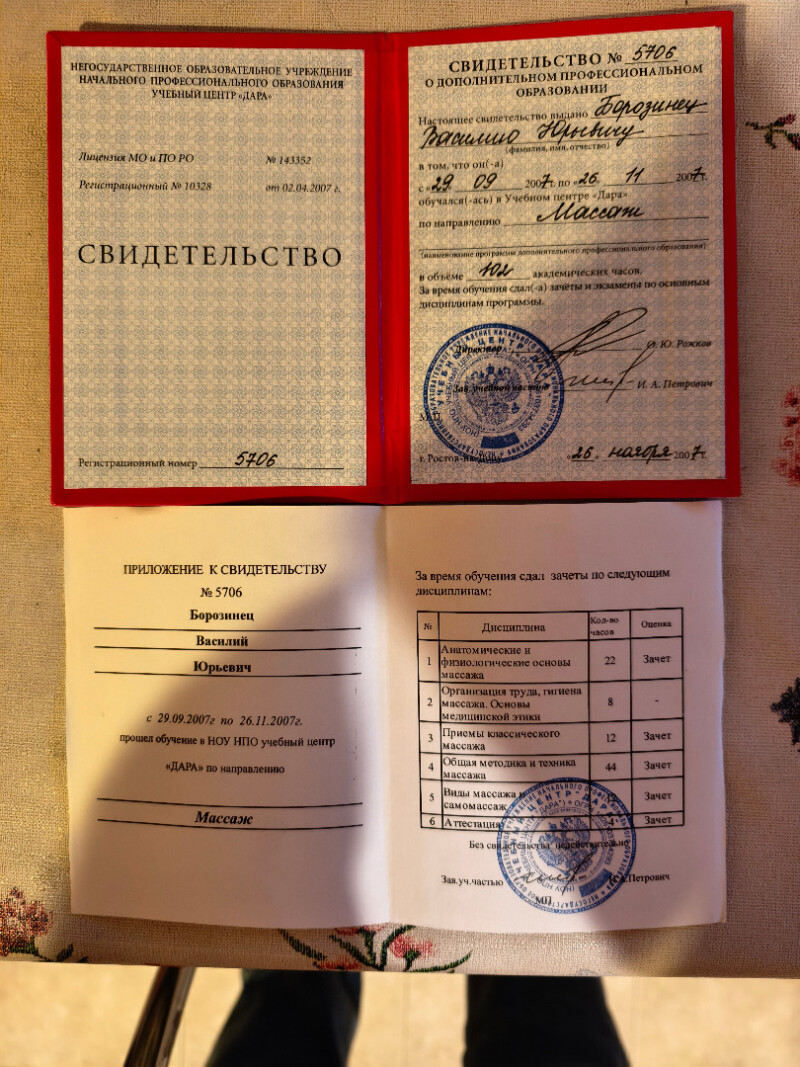 НЕГОСУДАРСТВЕННОЕ ОБРАЗОВАТЕЛЬНОЕ УЧРЕЖДЕНИЕ
НАЧАЛЬНОГО ПРОФЕССИОНАЛЬНОГО ОБРАЗОВАНИЯ
УЧЕБНЫЙ ЦЕНТР «ДАРА»
Лицензия МО и ПО РО № 143352
Регистрационный № 10328 от 02.04.2007 г.
СВИДЕТЕЛЬСТВО
Регистрационный номер 5706
СВИДЕТЕЛЬСТВО № 5706
О ДОПОЛНИТЕЛЬНОМ ПРОФЕССИОНАЛЬНОМ
ОБРАЗОВАНИИ
Настоящее свидетельство выдано Борозинец
Василию Юрьевичу
(фамилия, имя, отчество)
в том, что он(-а)
с «29 09 2007г. по «26 11 2007г.
обучался(-ась) в Учебном центре «Дара»
по направлению Массаж
(наименование программы дополнительного профессионального образования)
в объеме 102 академических часов.
За время обучения сдал(-а) зачеты и экзамены по основным
дисциплинам программы.
Директор Ю. Рожков
Зав. учебной частью И. А. Петрович
г. Ростов-на-Дону «26 ноября 2007г.
ПРИЛОЖЕНИЕ К СВИДЕТЕЛЬСТВУ
№ 5706
Борозинец
Василий
Юрьевич
с 29.09.2007г по 26.11.2007г.
прошел обучение в НОУ НПО учебный центр
«ДАРА» по направлению
Массаж
За время обучения сдал зачеты по следующим
дисциплинам:
№ Дисциплина Кол-во часов Оценка
1 Анатомические и физиологические основы массажа 22 Зачет
2 Организация труда, гигиена массажа. Основы медицинской этики 8 -
3 Приемы классического массажа 12 Зачет
4 Общая методика и техника массажа 44 Зачет
5 Виды массажа самомассаж Зачет
6 Аттестация 4 Зачет
Без свидетельства недействительно
Зав.уч.частью И.А.Петрович
МП